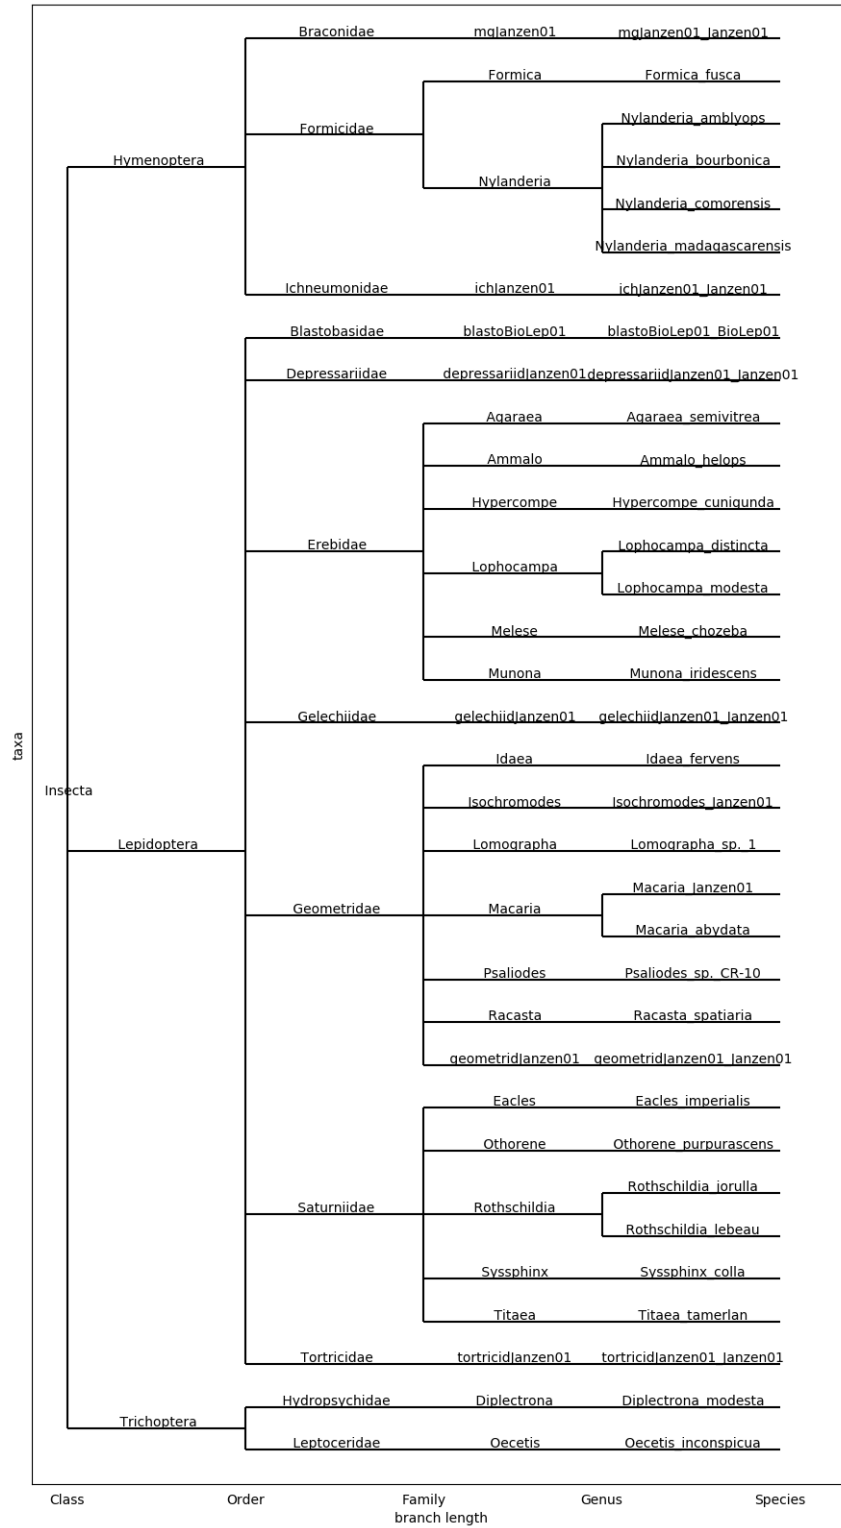 Braconidae mgJanzen01 mgJanzen01_Janzen01
Formica Formica_fusca
Nylanderia_amblyops
Formicidae
Hymenoptera Nylanderia_bourbonica
Nylanderia
Nylanderia_comorensis
Nylanderia_madagascarensis
Ichneumonidae ichJanzen01 ichJanzen01_Janzen01
Blastobasidae blastoBioLep01 blastoBioLep01_BioLep01
Depressariidae depressariidJanzen01 depressariidJanzen01_Janzen01
Agaraea Agaraea_semivitrea
Ammalo Ammalo_helops
Hypercompe Hypercompe_cunigunda
Erebidae Lophocampa_distincta
Lophocampa
Lophocampa_modesta
Melese Melese_chozeba
Munona Munona_iridescens
Gelechiidae gelechiidJanzen01 gelechiidJanzen01_Janzen01
taxa
Idaea Idaea_fervens
Insecta
Isochromodes Isochromodes_Janzen01
Lepidoptera Lomographa Lomographa_sp._1
Macaria_Janzen01
Geometridae Macaria
Macaria_abydata
Psaliodes Psaliodes_sp._CR-10
Racasta Racasta_spatiaria
geometridJanzen01 geometridJanzen01_Janzen01
Eacles Eacles_imperialis
Othorene Othorene_purpurascens
Rothschildia_jorulla
Saturniidae Rothschildia
Rothschildia_lebeau
Syssphinx Syssphinx_colla
Titaea Titaea_tamerlan
Tortricidae tortricidJanzen01 tortricidJanzen01_Janzen01
Hydropsychidae Diplectrona Diplectrona_modesta
Trichoptera
Leptoceridae Oecetis Oecetis_inconspicua
Class Order Family Genus Species
branch length